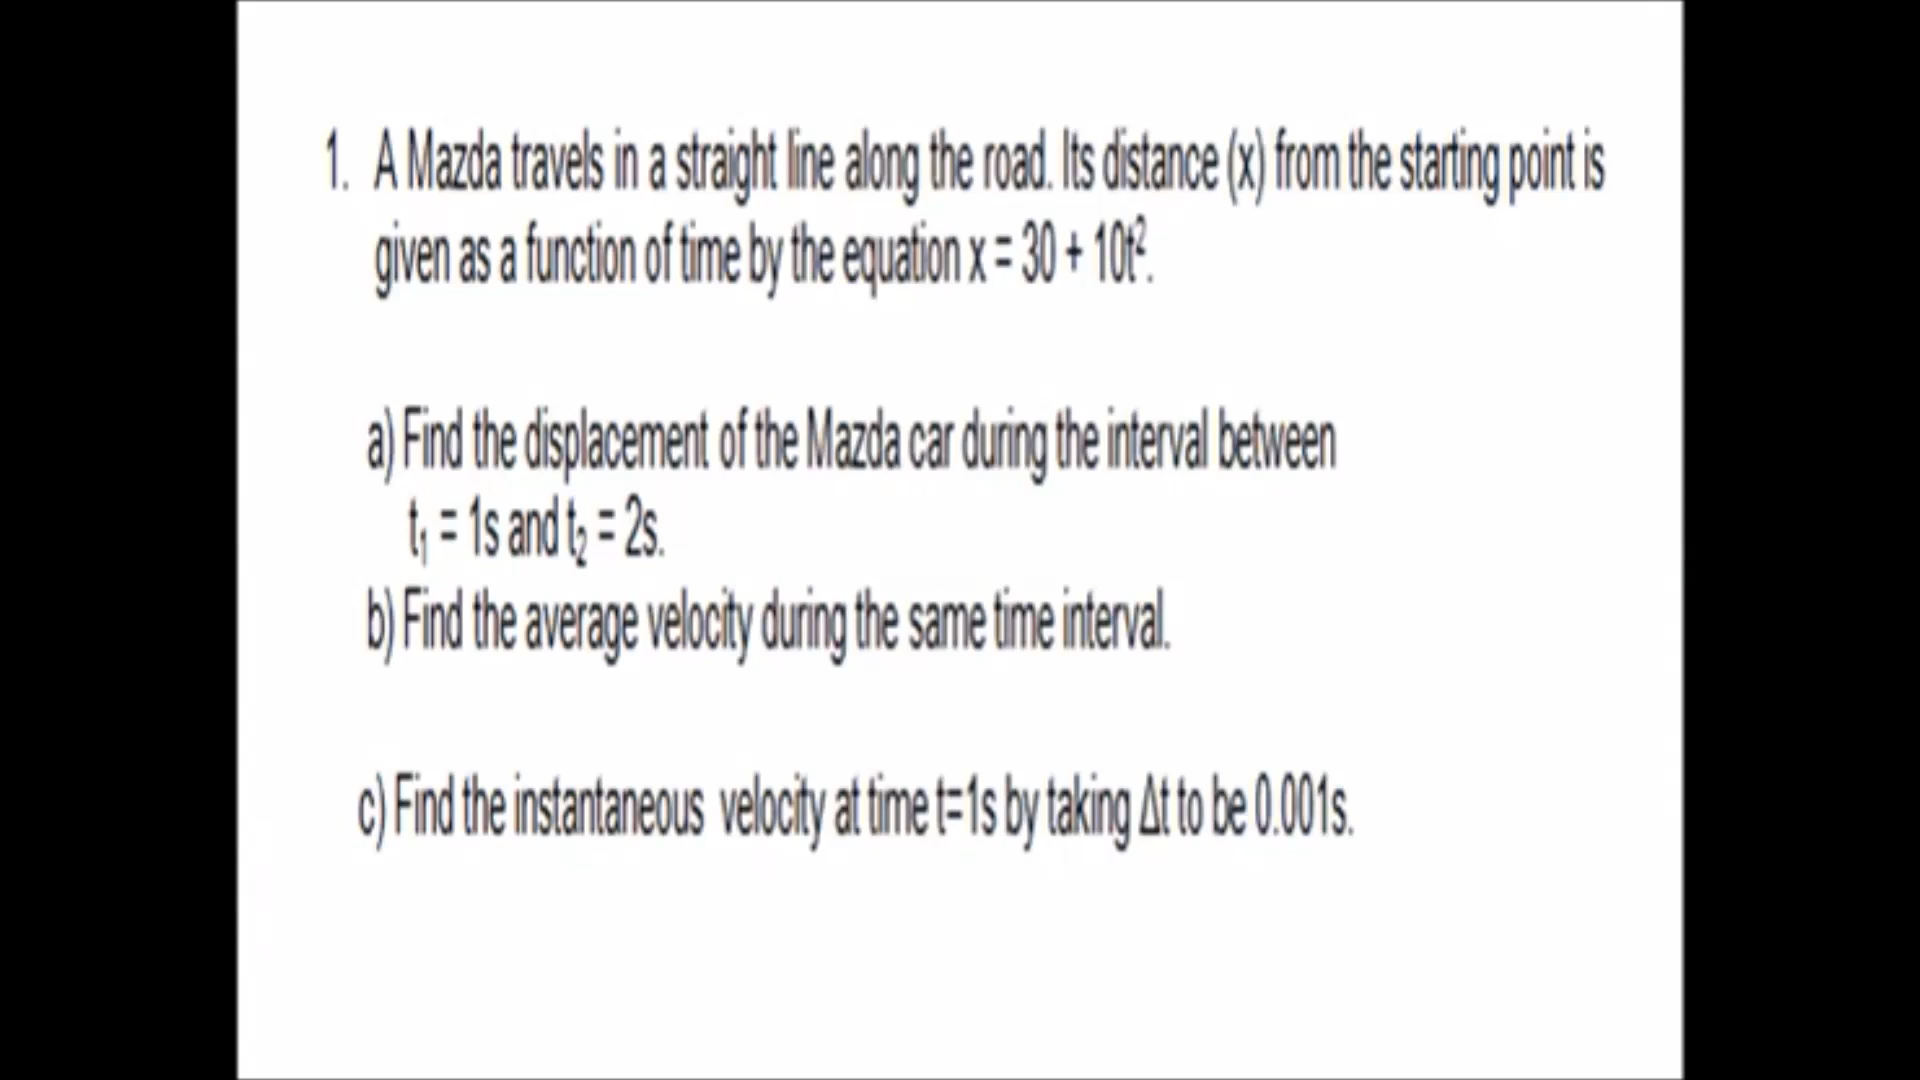 1. A Mazda travels in a straight line along the road. Its distance (x) from the starting point is
given as a function of time by the equation x = 30 + 10t².
a) Find the displacement of the Mazda car during the interval between
t₁ = 1s and t₂ = 2s.
b) Find the average velocity during the same time interval.
c) Find the instantaneous velocity at time t=1s by taking Δt to be 0.001s.